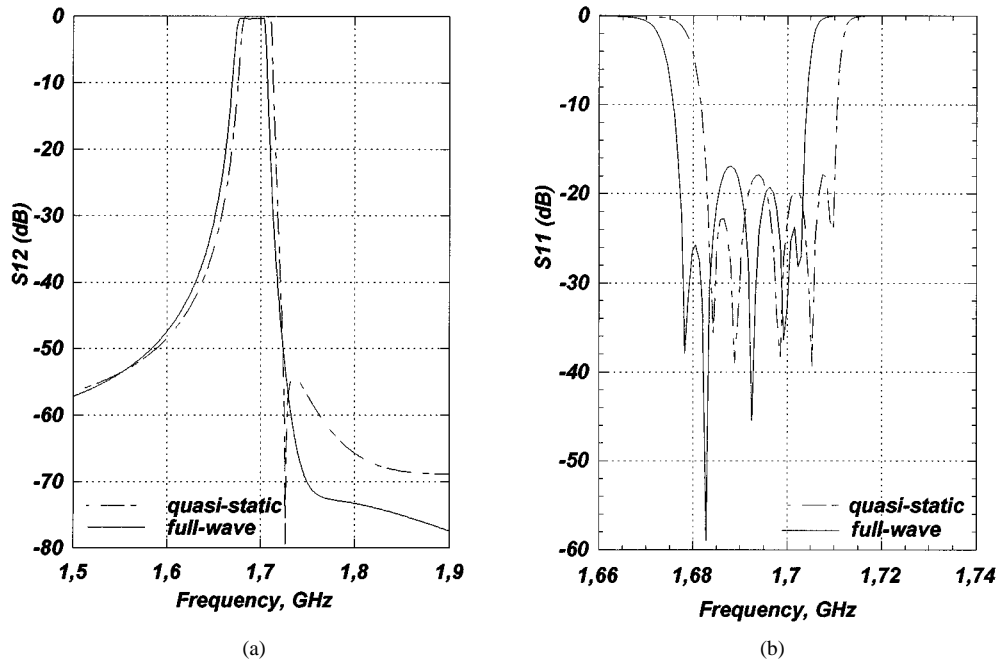 0
-10
-20
-30
-40
-50
-60
-70
-80
S12 (dB)
quasi-static
full-wave
1,5 1,6 1,7 1,8 1,9
Frequency, GHz
(a)
0
-10
-20
-30
-40
-50
-60
S11 (dB)
quasi-static
full-wave
1,66 1,68 1,7 1,72 1,74
Frequency, GHz
(b)